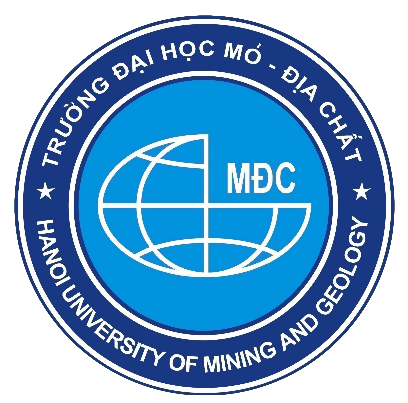 TRƯỜNG ĐẠI HỌC MỎ - ĐỊA CHẤT
MĐC
HANOI UNIVERSITY OF MINING AND GEOLOGY